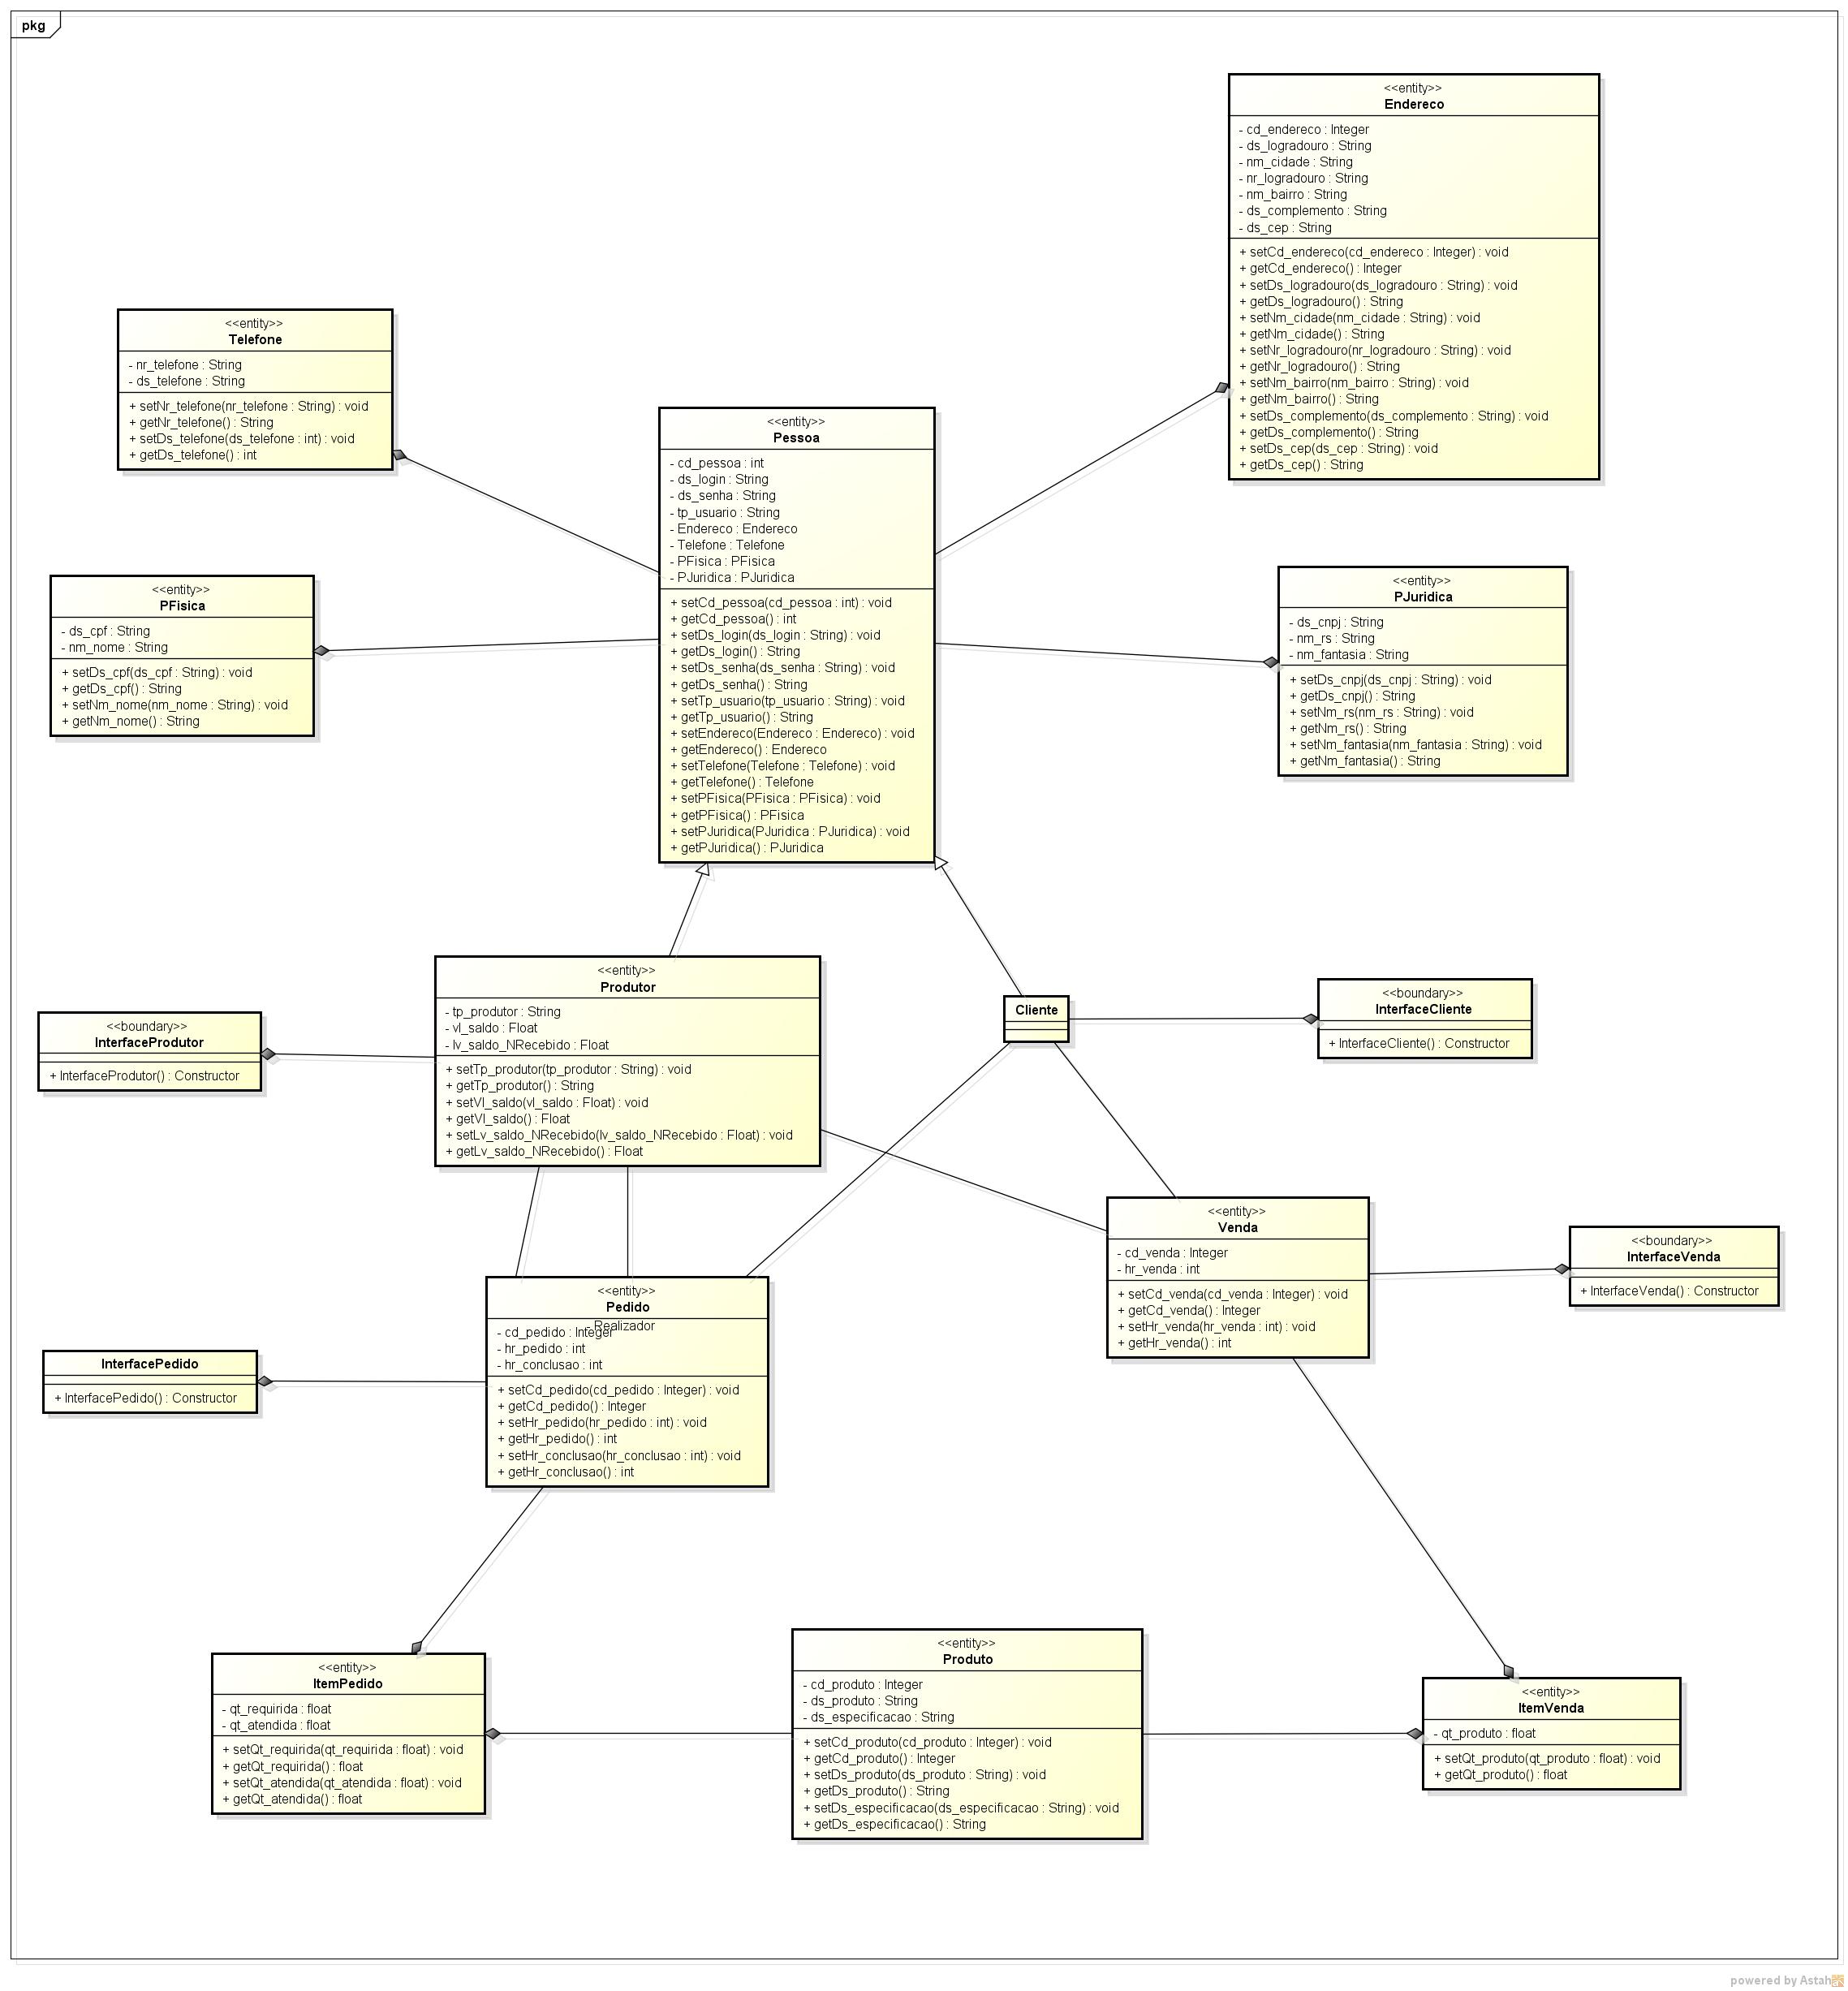 pkg
<<entity>>
Endereco
- cd_endereco : Integer
- ds_logradouro : String
- nm_cidade : String
- nr_logradouro : String
- nm_bairro : String
- ds_complemento : String
- ds_cep : String
+ setCd_endereco(cd_endereco : Integer) : void
+ getCd_endereco() : Integer
+ setDs_logradouro(ds_logradouro : String) : void
+ getDs_logradouro() : String
+ setNm_cidade(nm_cidade : String) : void
+ getNm_cidade() : String
+ setNr_logradouro(nr_logradouro : String) : void
+ getNr_logradouro() : String
+ setNm_bairro(nm_bairro : String) : void
+ getNm_bairro() : String
+ setDs_complemento(ds_complemento : String) : void
+ getDs_complemento() : String
+ setDs_cep(ds_cep : String) : void
+ getDs_cep() : String
<<entity>>
Telefone
- nr_telefone : String
- ds_telefone : String
+ setNr_telefone(nr_telefone : String) : void
+ getNr_telefone() : String
+ setDs_telefone(ds_telefone : int) : void
+ getDs_telefone() : int
<<entity>>
Pessoa
- cd_pessoa : int
- ds_login : String
- ds_senha : String
- tp_usuario : String
- Endereco : Endereco
- Telefone : Telefone
- PFisica : PFisica
- PJuridica : PJuridica
+ setCd_pessoa(cd_pessoa : int) : void
+ getCd_pessoa() : int
+ setDs_login(ds_login : String) : void
+ getDs_login() : String
+ setDs_senha(ds_senha : String) : void
+ getDs_senha() : String
+ setTp_usuario(tp_usuario : String) : void
+ getTp_usuario() : String
+ setEndereco(Endereco : Endereco) : void
+ getEndereco() : Endereco
+ setTelefone(Telefone : Telefone) : void
+ getTelefone() : Telefone
+ setPFisica(PFisica : PFisica) : void
+ getPFisica() : PFisica
+ setPJuridica(PJuridica : PJuridica) : void
+ getPJuridica() : PJuridica
<<entity>>
PFisica
- ds_cpf : String
- nm_nome : String
+ setDs_cpf(ds_cpf : String) : void
+ getDs_cpf() : String
+ setNm_nome(nm_nome : String) : void
+ getNm_nome() : String
<<entity>>
PJuridica
- ds_cnpj : String
- nm_rs : String
- nm_fantasia : String
+ setDs_cnpj(ds_cnpj : String) : void
+ getDs_cnpj() : String
+ setNm_rs(nm_rs : String) : void
+ getNm_rs() : String
+ setNm_fantasia(nm_fantasia : String) : void
+ getNm_fantasia() : String
<<entity>>
Produtor
- tp_produtor : String
- vl_saldo : Float
- lv_saldo_NRecebido : Float
+ setTp_produtor(tp_produtor : String) : void
+ getTp_produtor() : String
+ setVl_saldo(vl_saldo : Float) : void
+ getVl_saldo() : Float
+ setLv_saldo_NRecebido(lv_saldo_NRecebido : Float) : void
+ getLv_saldo_NRecebido() : Float
<<boundary>>
InterfaceProdutor
+ InterfaceProdutor() : Constructor
Cliente
<<boundary>>
InterfaceCliente
+ InterfaceCliente() : Constructor
<<entity>>
Venda
- cd_venda : Integer
- hr_venda : int
+ setCd_venda(cd_venda : Integer) : void
+ getCd_venda() : Integer
+ setHr_venda(hr_venda : int) : void
+ getHr_venda() : int
<<boundary>>
InterfaceVenda
+ InterfaceVenda() : Constructor
<<entity>>
Pedido
- Realizador
- cd_pedido : Integer
- hr_pedido : int
- hr_conclusao : int
+ setCd_pedido(cd_pedido : Integer) : void
+ getCd_pedido() : Integer
+ setHr_pedido(hr_pedido : int) : void
+ getHr_pedido() : int
+ setHr_conclusao(hr_conclusao : int) : void
+ getHr_conclusao() : int
InterfacePedido
+ InterfacePedido() : Constructor
<<entity>>
ItemPedido
- qt_requirida : float
- qt_atendida : float
+ setQt_requirida(qt_requirida : float) : void
+ getQt_requirida() : float
+ setQt_atendida(qt_atendida : float) : void
+ getQt_atendida() : float
<<entity>>
Produto
- cd_produto : Integer
- ds_produto : String
- ds_especificacao : String
+ setCd_produto(cd_produto : Integer) : void
+ getCd_produto() : Integer
+ setDs_produto(ds_produto : String) : void
+ getDs_produto() : String
+ setDs_especificacao(ds_especificacao : String) : void
+ getDs_especificacao() : String
<<entity>>
ItemVenda
- qt_produto : float
+ setQt_produto(qt_produto : float) : void
+ getQt_produto() : float
powered by Astah